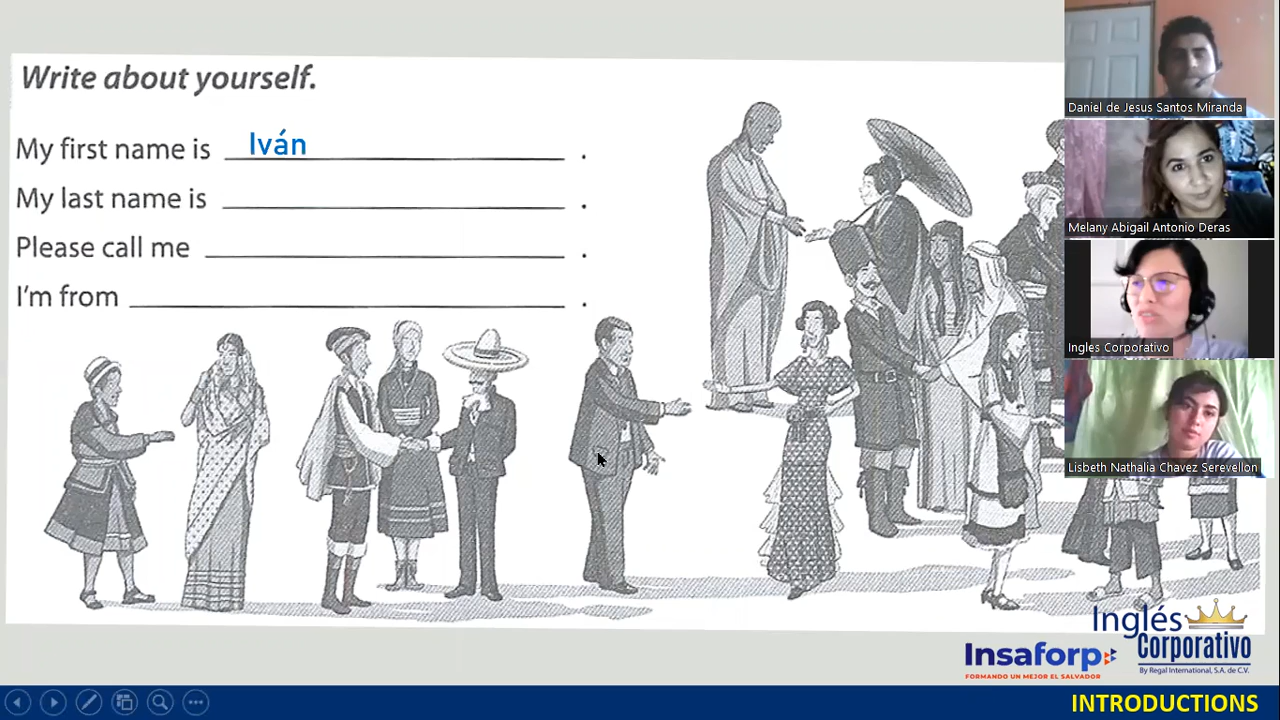 Write about yourself.
My first name is Iván .
My last name is .
Please call me .
I'm from .
Daniel de Jesus Santos Miranda
Melany Abigail Antonio Deras
Ingles Corporativo
Lisbeth Nathalia Chavez Serevellon
Insaforp
FORMANDO UN MEJOR EL SALVADOR
Inglés
Corporativo
By Regal International, S.A. de C.V.
INTRODUCTIONS